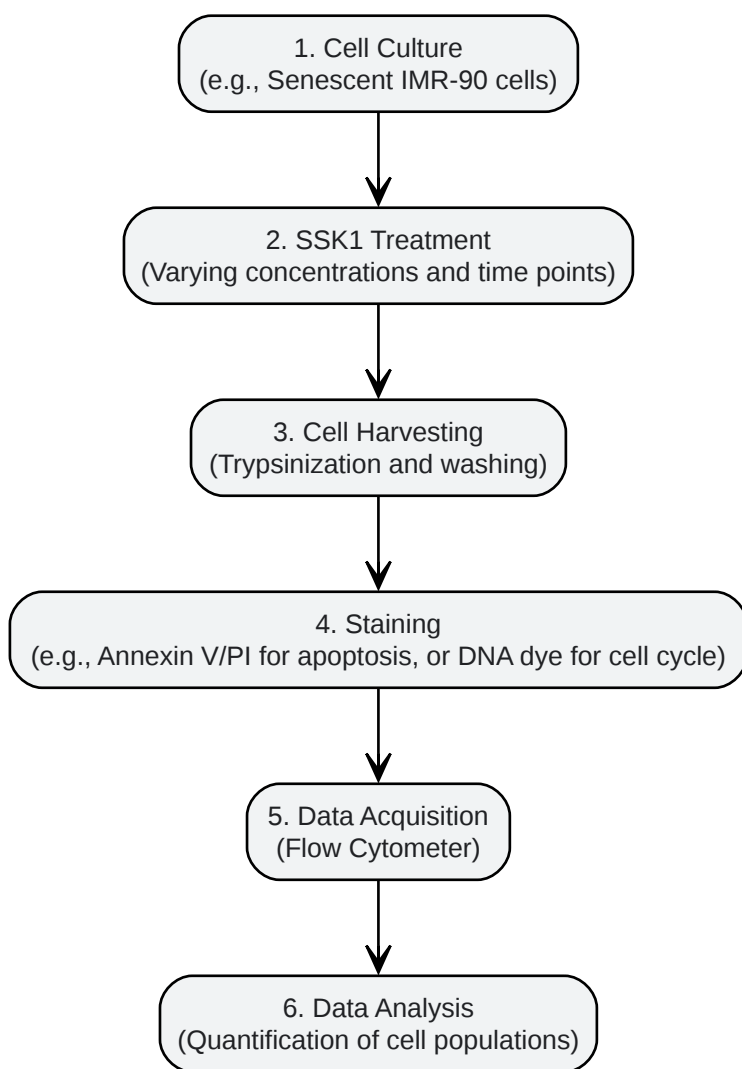 1. Cell Culture
(e.g., Senescent IMR-90 cells)
2. SSK1 Treatment
(Varying concentrations and time points)
3. Cell Harvesting
(Trypsinization and washing)
4. Staining
(e.g., Annexin V/PI for apoptosis, or DNA dye for cell cycle)
5. Data Acquisition
(Flow Cytometer)
6. Data Analysis
(Quantification of cell populations)